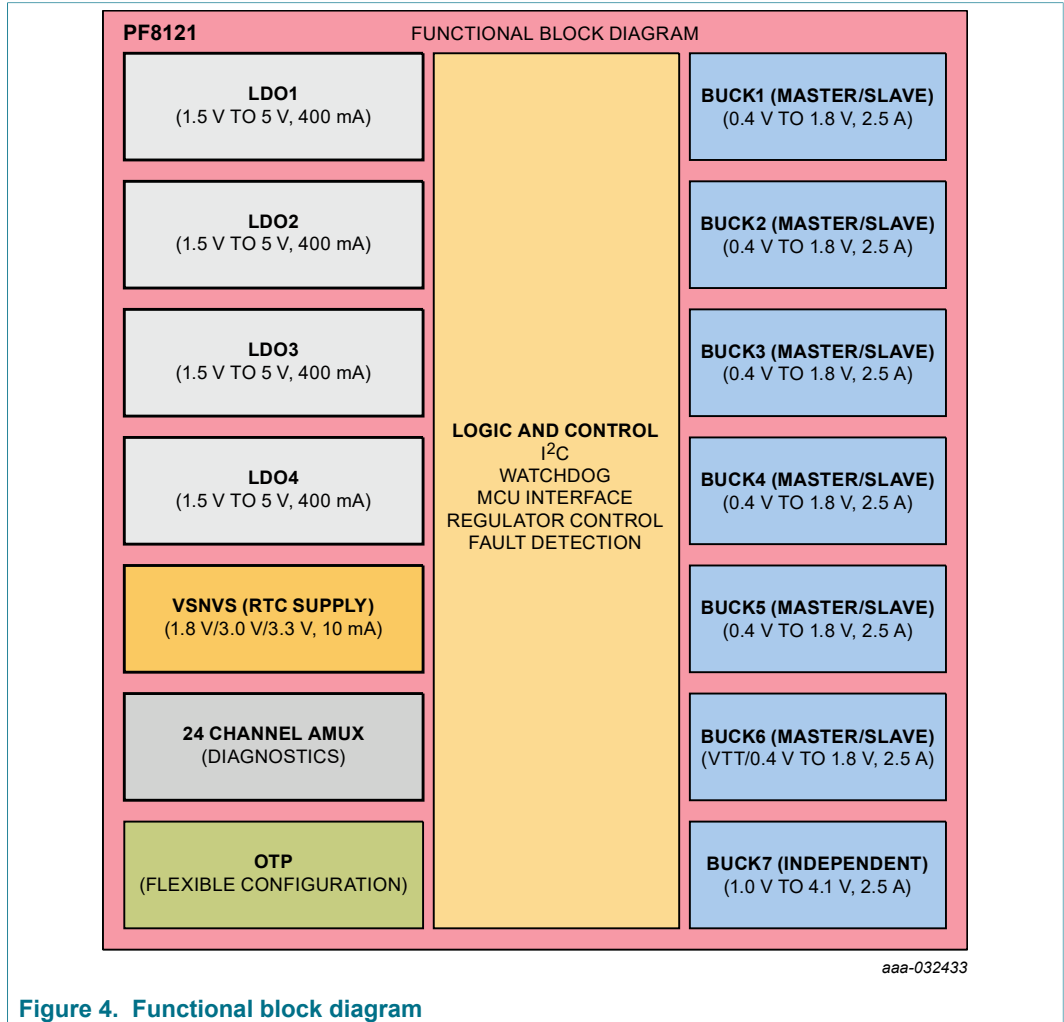 PF8121
FUNCTIONAL BLOCK DIAGRAM
LDO1
(1.5 V TO 5 V, 400 mA)
LDO2
(1.5 V TO 5 V, 400 mA)
LDO3
(1.5 V TO 5 V, 400 mA)
LDO4
(1.5 V TO 5 V, 400 mA)
VSNVS (RTC SUPPLY)
(1.8 V/3.0 V/3.3 V, 10 mA)
24 CHANNEL AMUX
(DIAGNOSTICS)
OTP
(FLEXIBLE CONFIGURATION)
LOGIC AND CONTROL
I2C
WATCHDOG
MCU INTERFACE
REGULATOR CONTROL
FAULT DETECTION
BUCK1 (MASTER/SLAVE)
(0.4 V TO 1.8 V, 2.5 A)
BUCK2 (MASTER/SLAVE)
(0.4 V TO 1.8 V, 2.5 A)
BUCK3 (MASTER/SLAVE)
(0.4 V TO 1.8 V, 2.5 A)
BUCK4 (MASTER/SLAVE)
(0.4 V TO 1.8 V, 2.5 A)
BUCK5 (MASTER/SLAVE)
(0.4 V TO 1.8 V, 2.5 A)
BUCK6 (MASTER/SLAVE)
(VTT/0.4 V TO 1.8 V, 2.5 A)
BUCK7 (INDEPENDENT)
(1.0 V TO 4.1 V, 2.5 A)
aaa-032433
Figure 4. Functional block diagram